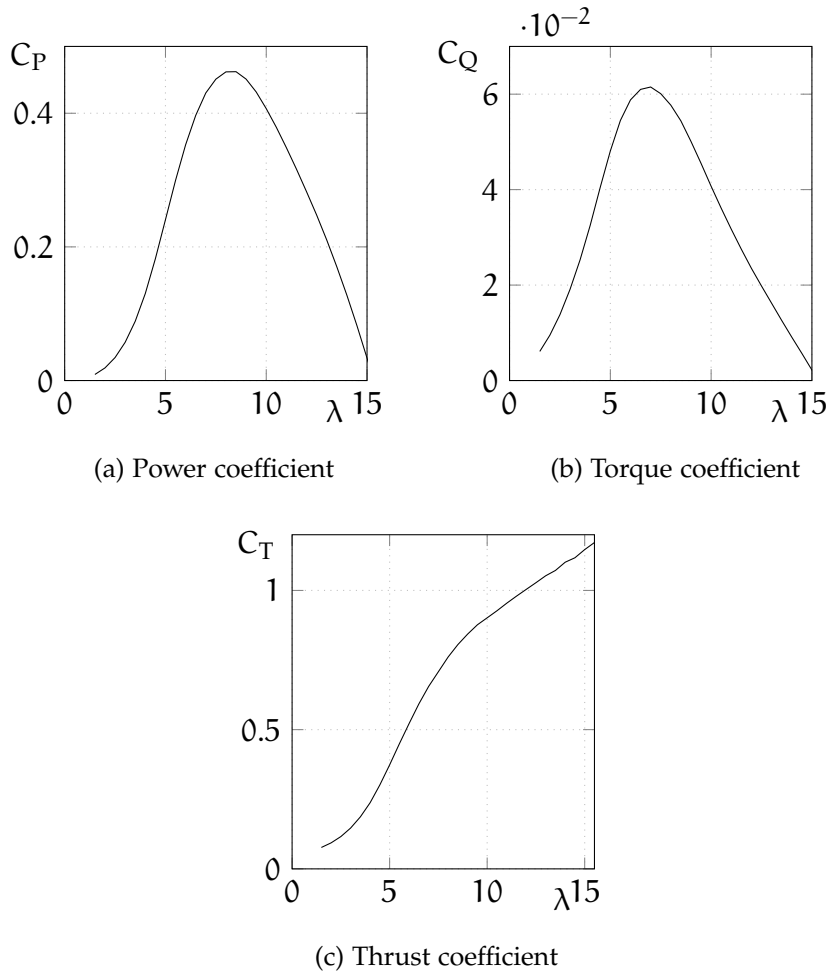 ·10⁻²
C_P
0.4
0.2
0
0 5 10 15
λ
(a) Power coefficient
C_Q
6
4
2
0
0 5 10 15
λ
(b) Torque coefficient
C_T
1
0.5
0
0 5 10 15
λ
(c) Thrust coefficient